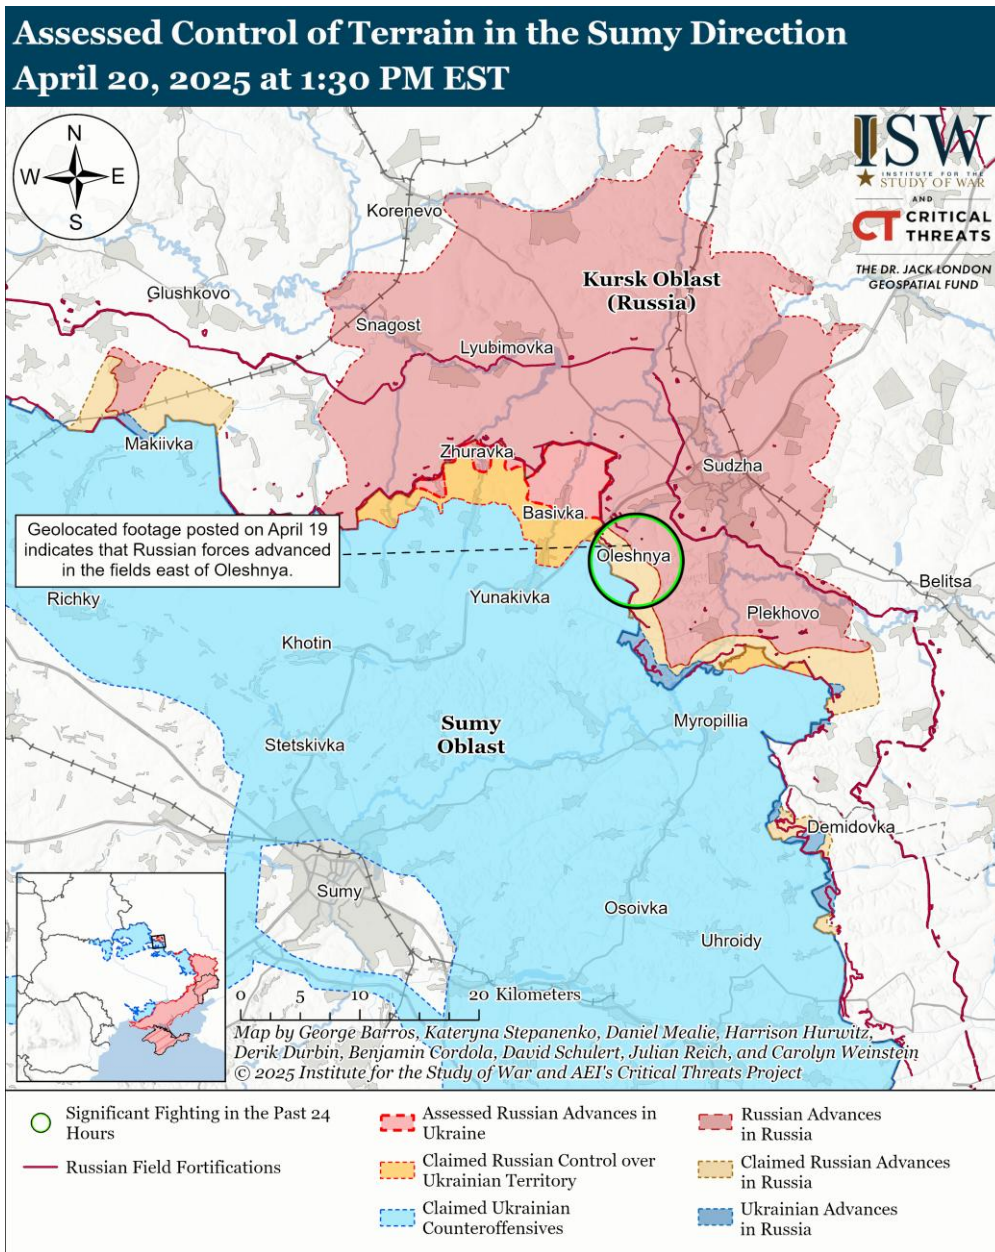 Assessed Control of Terrain in the Sumy Direction
April 20, 2025 at 1:30 PM EST
N
W
E
S
ISW
INSTITUTE FOR THE
STUDY OF WAR
AND
CT CRITICAL
THREATS
THE DR. JACK LONDON
GEOSPATIAL FUND
Korenevo
Kursk Oblast
(Russia)
Glushkovo
Snagost
Lyubimovka
Makiivka
Zhuravka
Sudzha
Basivka
Geolocated footage posted on April 19
indicates that Russian forces advanced
in the fields east of Oleshnya.
Oleshnya
Belitsa
Richky
Yunakivka
Plekhovo
Khotin
Sumy
Oblast
Myropillia
Stetskivka
Demidovka
Sumy
Osoivka
Uhroidy
0 5 10 20 Kilometers
Map by George Barros, Kateryna Stepanenko, Daniel Mealie, Harrison Hurwitz,
Derik Durbin, Benjamin Cordola, David Schulert, Julian Reich, and Carolyn Weinstein
© 2025 Institute for the Study of War and AEI's Critical Threats Project
Significant Fighting in the Past 24
Hours
Russian Field Fortifications
Assessed Russian Advances in
Ukraine
Claimed Russian Control over
Ukrainian Territory
Claimed Ukrainian
Counteroffensives
Russian Advances
in Russia
Claimed Russian Advances
in Russia
Ukrainian Advances
in Russia